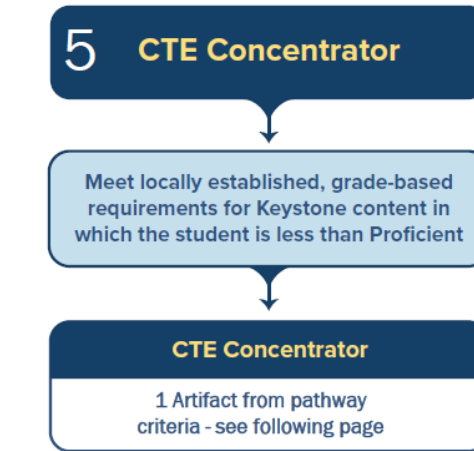 5 CTE Concentrator
Meet locally established, grade-based
requirements for Keystone content in
which the student is less than Proficient
CTE Concentrator
1 Artifact from pathway
criteria - see following page